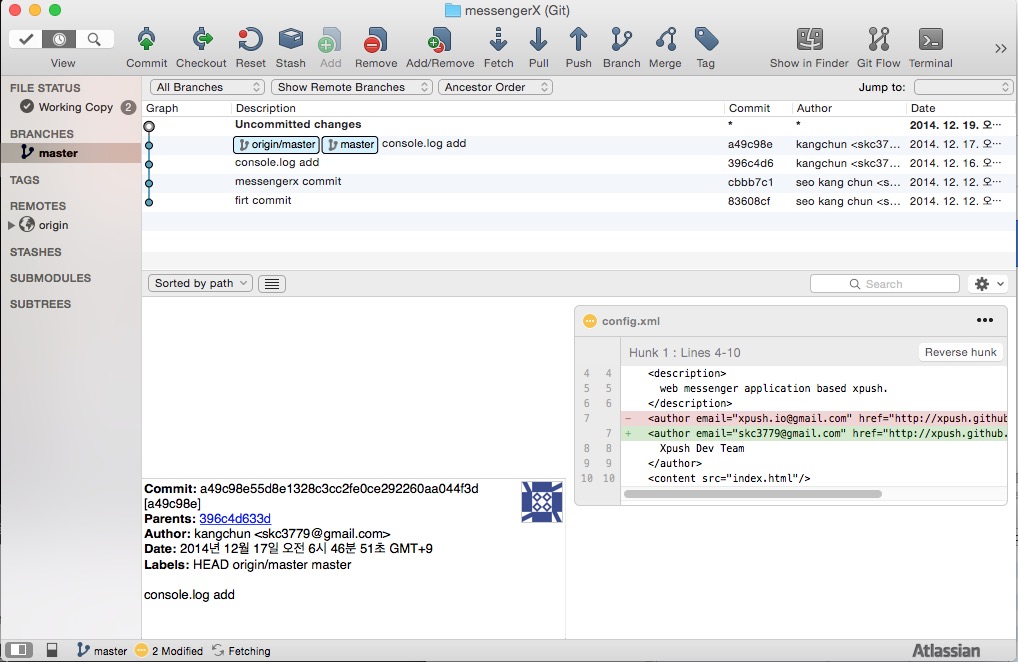 messengerX (Git)
View Commit Checkout Reset Stash Add Remove Add/Remove Fetch Pull Push Branch Merge Tag Show in Finder Git Flow Terminal
FILE STATUS
Working Copy 2
BRANCHES
master
TAGS
REMOTES
origin
STASHES
SUBMODULES
SUBTREES
All Branches Show Remote Branches Ancestor Order Jump to:
Graph Description Commit Author Date
Uncommitted changes * * 2014. 12. 19. 오…
origin/master master console.log add a49c98e kangchun <skc37... 2014. 12. 17. 오…
console.log add 396c4d6 kangchun <skc37... 2014. 12. 16. 오…
messengerx commit cbbb7c1 seo kang chun <s... 2014. 12. 12. 오…
firt commit 83608cf seo kang chun <s... 2014. 12. 12. 오…
Sorted by path Search
Commit: a49c98e55d8e1328c3cc2fe0ce292260aa044f3d
[a49c98e]
Parents: 396c4d633d
Author: kangchun <skc3779@gmail.com>
Date: 2014년 12월 17일 오전 6시 46분 51초 GMT+9
Labels: HEAD origin/master master
console.log add
config.xml •••
Hunk 1 : Lines 4-10 Reverse hunk
4 4 <description>
5 5 web messenger application based xpush.
6 6 </description>
7 - <author email="xpush.io@gmail.com" href="http://xpush.github
7 + <author email="skc3779@gmail.com" href="http://xpush.github.
8 8 Xpush Dev Team
9 9 </author>
10 10 <content src="index.html"/>
master 2 Modified Fetching Atlassian